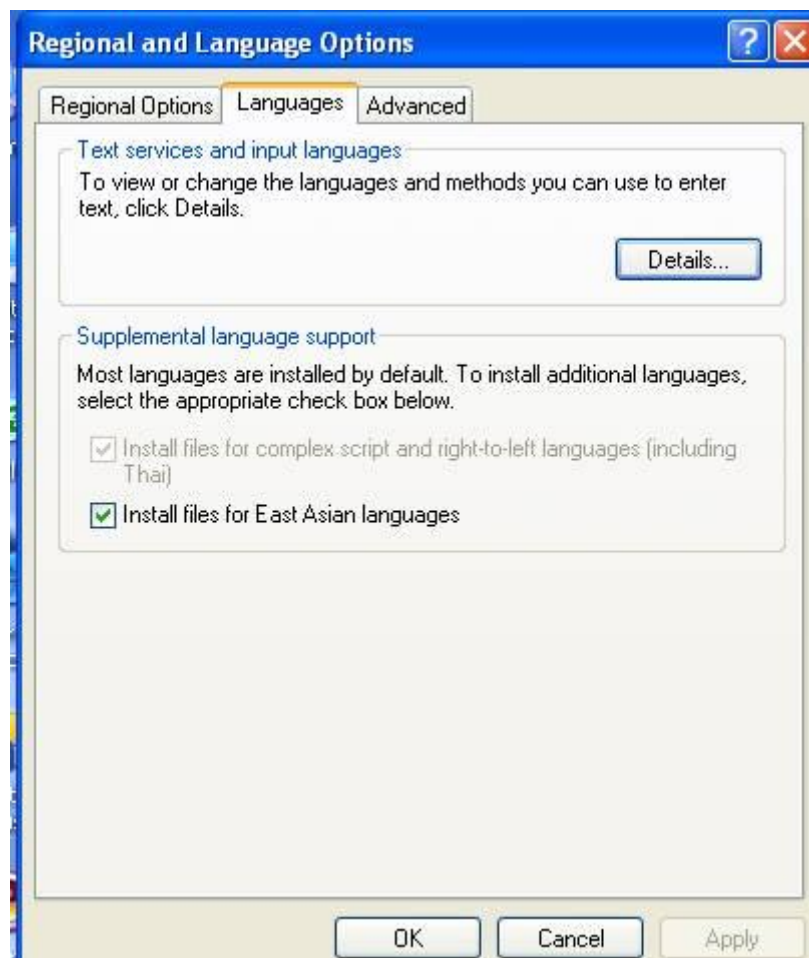 Regional and Language Options
Regional Options Languages Advanced
Text services and input languages
To view or change the languages and methods you can use to enter
text, click Details.
Details...
Supplemental language support
Most languages are installed by default. To install additional languages,
select the appropriate check box below.
Install files for complex script and right-to-left languages (including
Thai)
Install files for East Asian languages
OK Cancel Apply